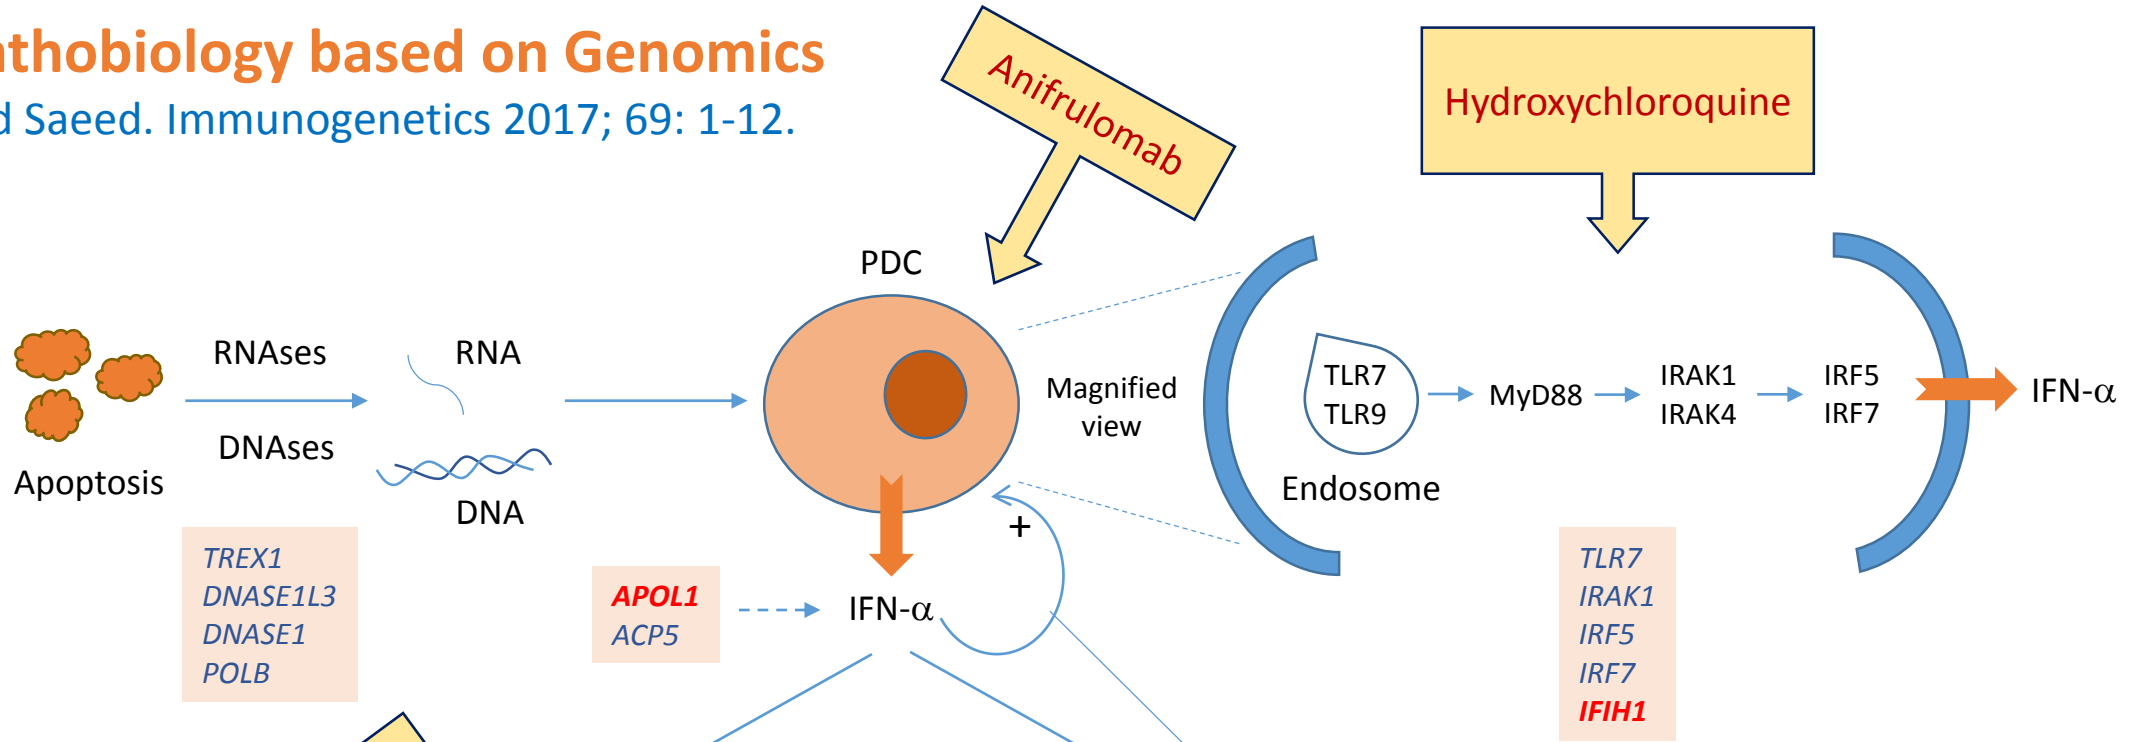 athobiology based on Genomics
d Saeed. Immunogenetics 2017; 69: 1-12.
Anifrulomab
Hydroxychloroquine
PDC
RNAses
RNA
DNAses
DNA
Apoptosis
Magnified
view
TLR7
TLR9
MyD88
IRAK1
IRAK4
IRF5
IRF7
IFN-α
Endosome
+
TREX1
DNASE1L3
DNASE1
POLB
APOL1
ACP5
IFN-α
TLR7
IRAK1
IRF5
IRF7
IFIH1